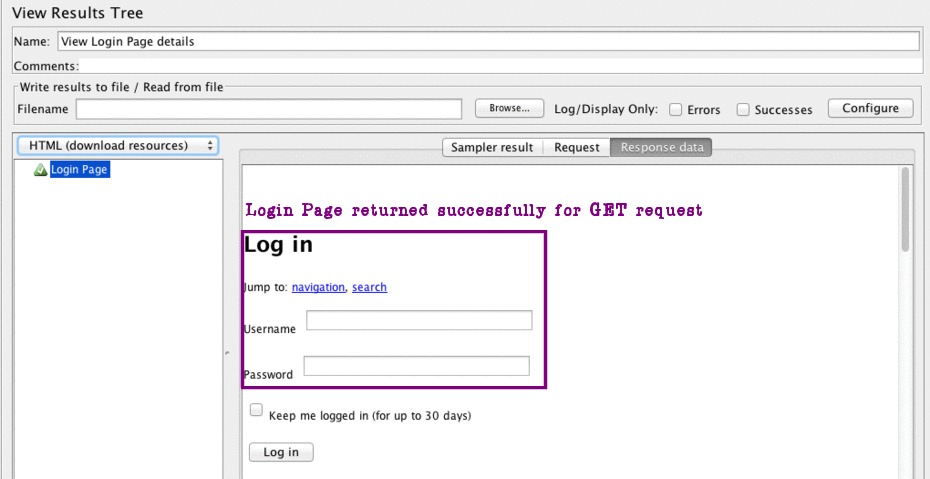 View Results Tree
Name: View Login Page details
Comments:
Write results to file / Read from file
Filename Browse... Log/Display Only: Errors Successes Configure
HTML (download resources)
Sampler result Request Response data
Login Page
Login Page returned successfully for GET request
Log in
Jump to: navigation, search
Username
Password
Keep me logged in (for up to 30 days)
Log in